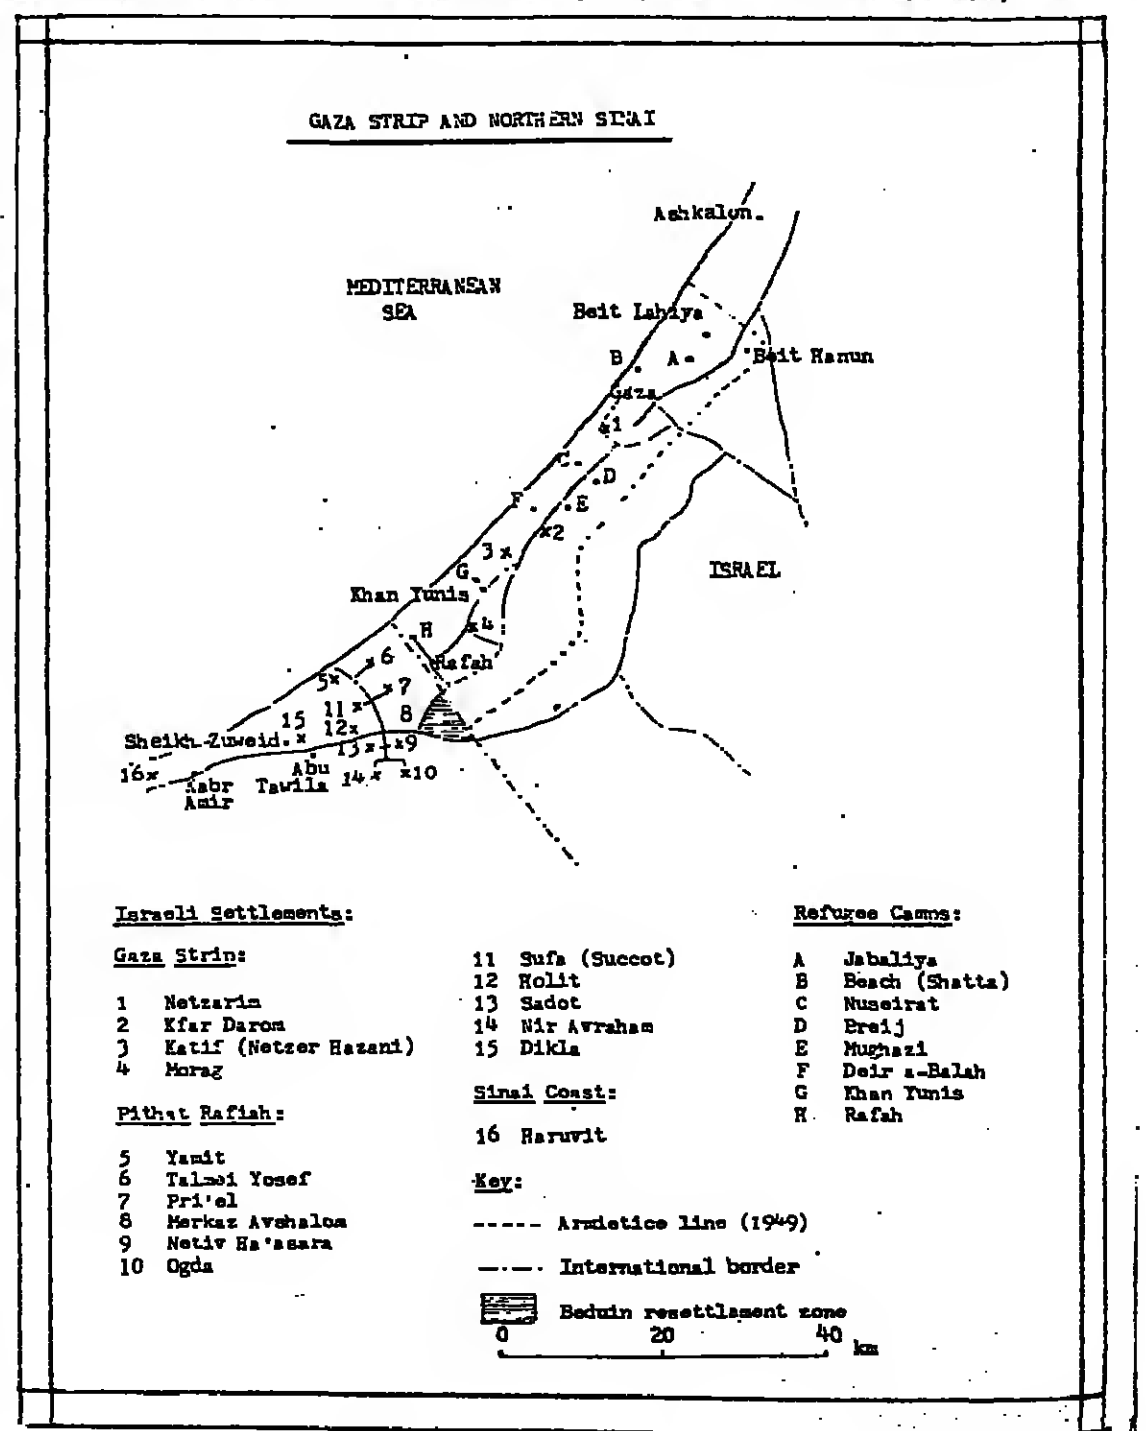 GAZA STRIP AND NORTHERN SINAI
Ashkalon
MEDITERRANEAN
SEA
Beit Lahiya
B
A
Beit Hanun
Gaza
1
C
D
F
E
2
3
ISRAEL
G
Khan Yunis
H
4
6
Rafah
5
7
11
8
15
12
Sheikh-Zuweid
13
9
16
Abu
14
10
Kabr
Tawila
Amir
Israeli Settlements:
Gaza Strip:
1 Netzarim
2 Kfar Darom
3 Katif (Netzer Hazani)
4 Morag
Pithat Rafiah:
5 Yamit
6 Talmei Yosef
7 Pri'el
8 Merkaz Avshalom
9 Netiv Ha'asara
10 Ogda
11 Sufa (Succot)
12 Holit
13 Sadot
14 Nir Avraham
15 Dikla
Sinai Coast:
16 Haruvit
Key:
Armistice line (1949)
International border
Beduin resettlement zone
0 20 40 km
Refugee Camps:
A Jabaliya
B Beach (Shatta)
C Nuseirat
D Breij
E Mughazi
F Deir a-Balah
G Khan Yunis
H Rafah